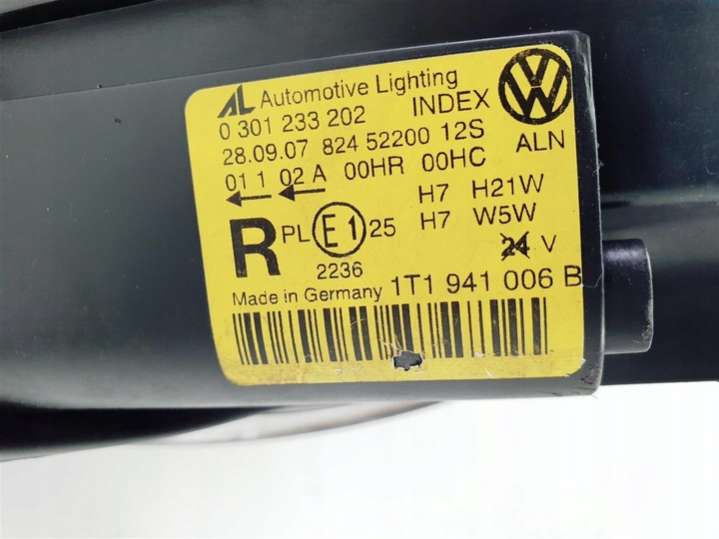 AL Automotive Lighting
0 301 233 202 INDEX
28.09.07 824 52200 12S
01 1 02 A 00HR 00HC ALN
H7 H21W
R PL E1 25 H7 W5W
2236 24 V
Made in Germany 1T1 941 006 B